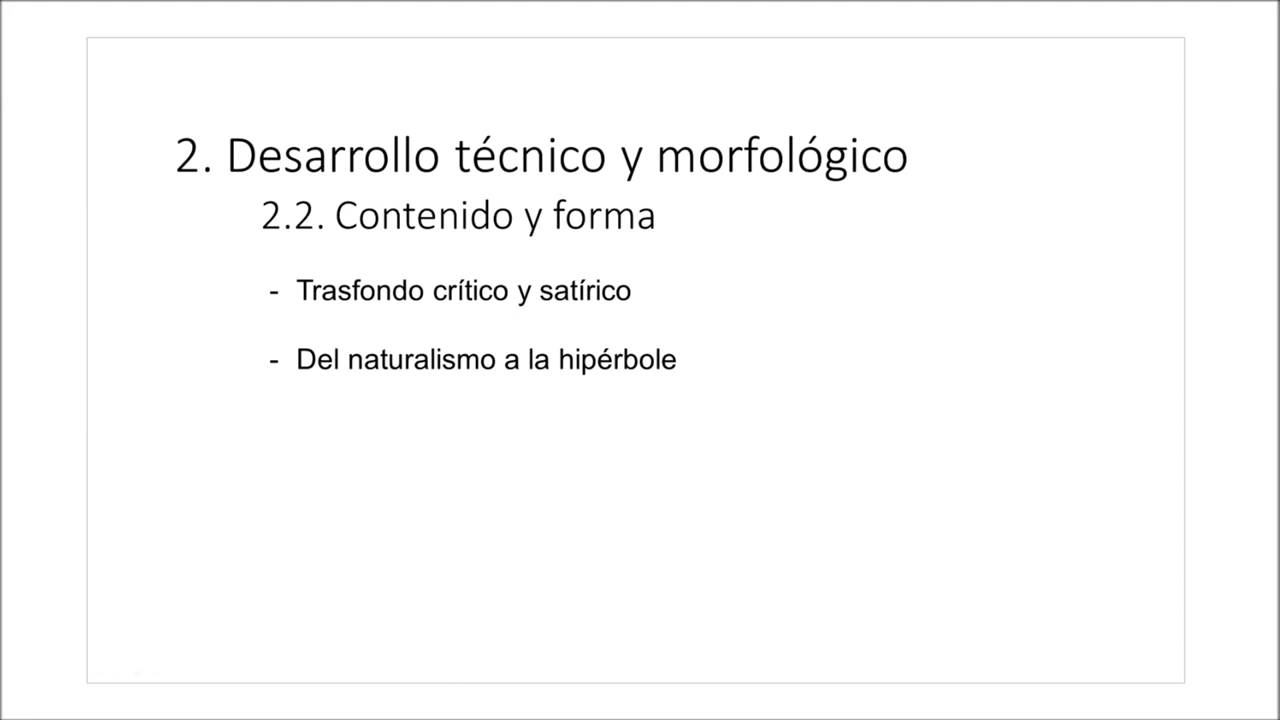 2. Desarrollo técnico y morfológico
2.2. Contenido y forma
- Trasfondo crítico y satírico
- Del naturalismo a la hipérbole